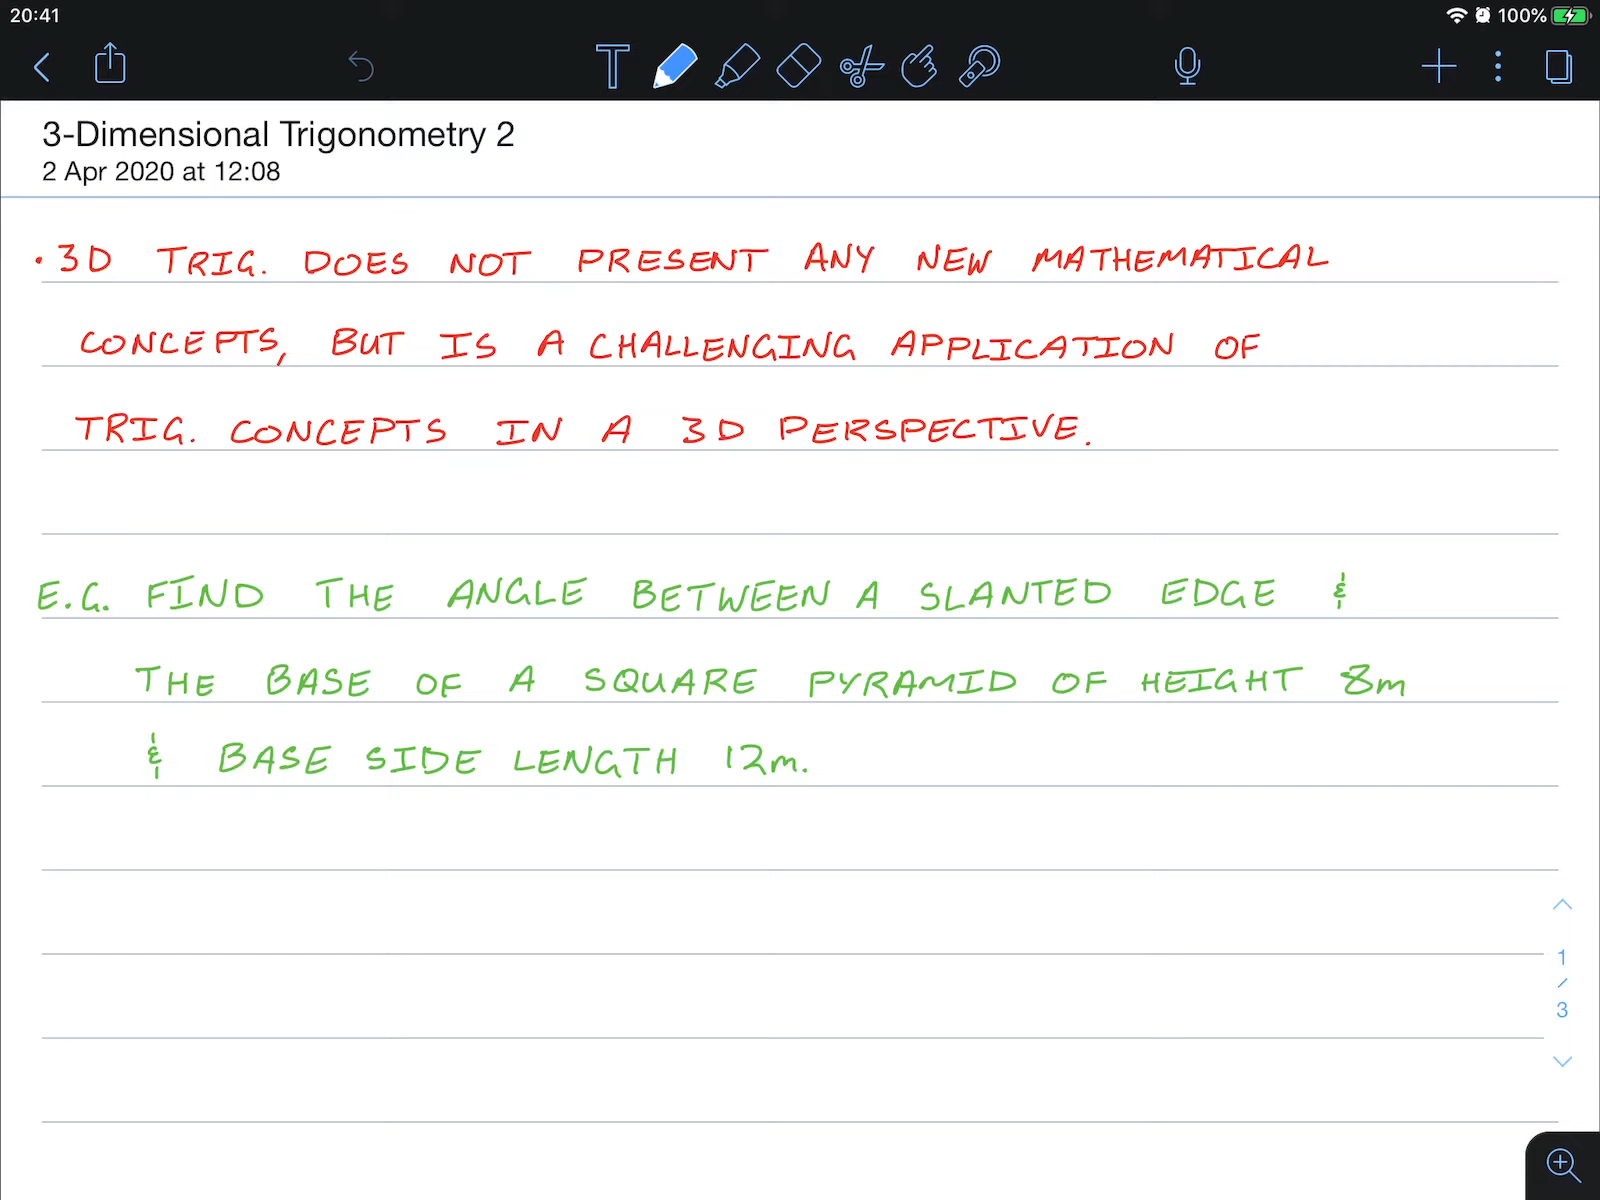 20:41
100%
3-Dimensional Trigonometry 2
2 Apr 2020 at 12:08
• 3D TRIG. DOES NOT PRESENT ANY NEW MATHEMATICAL
CONCEPTS, BUT IS A CHALLENGING APPLICATION OF
TRIG. CONCEPTS IN A 3D PERSPECTIVE.
E.G. FIND THE ANGLE BETWEEN A SLANTED EDGE &
THE BASE OF A SQUARE PYRAMID OF HEIGHT 8m
& BASE SIDE LENGTH 12m.
1
/
3